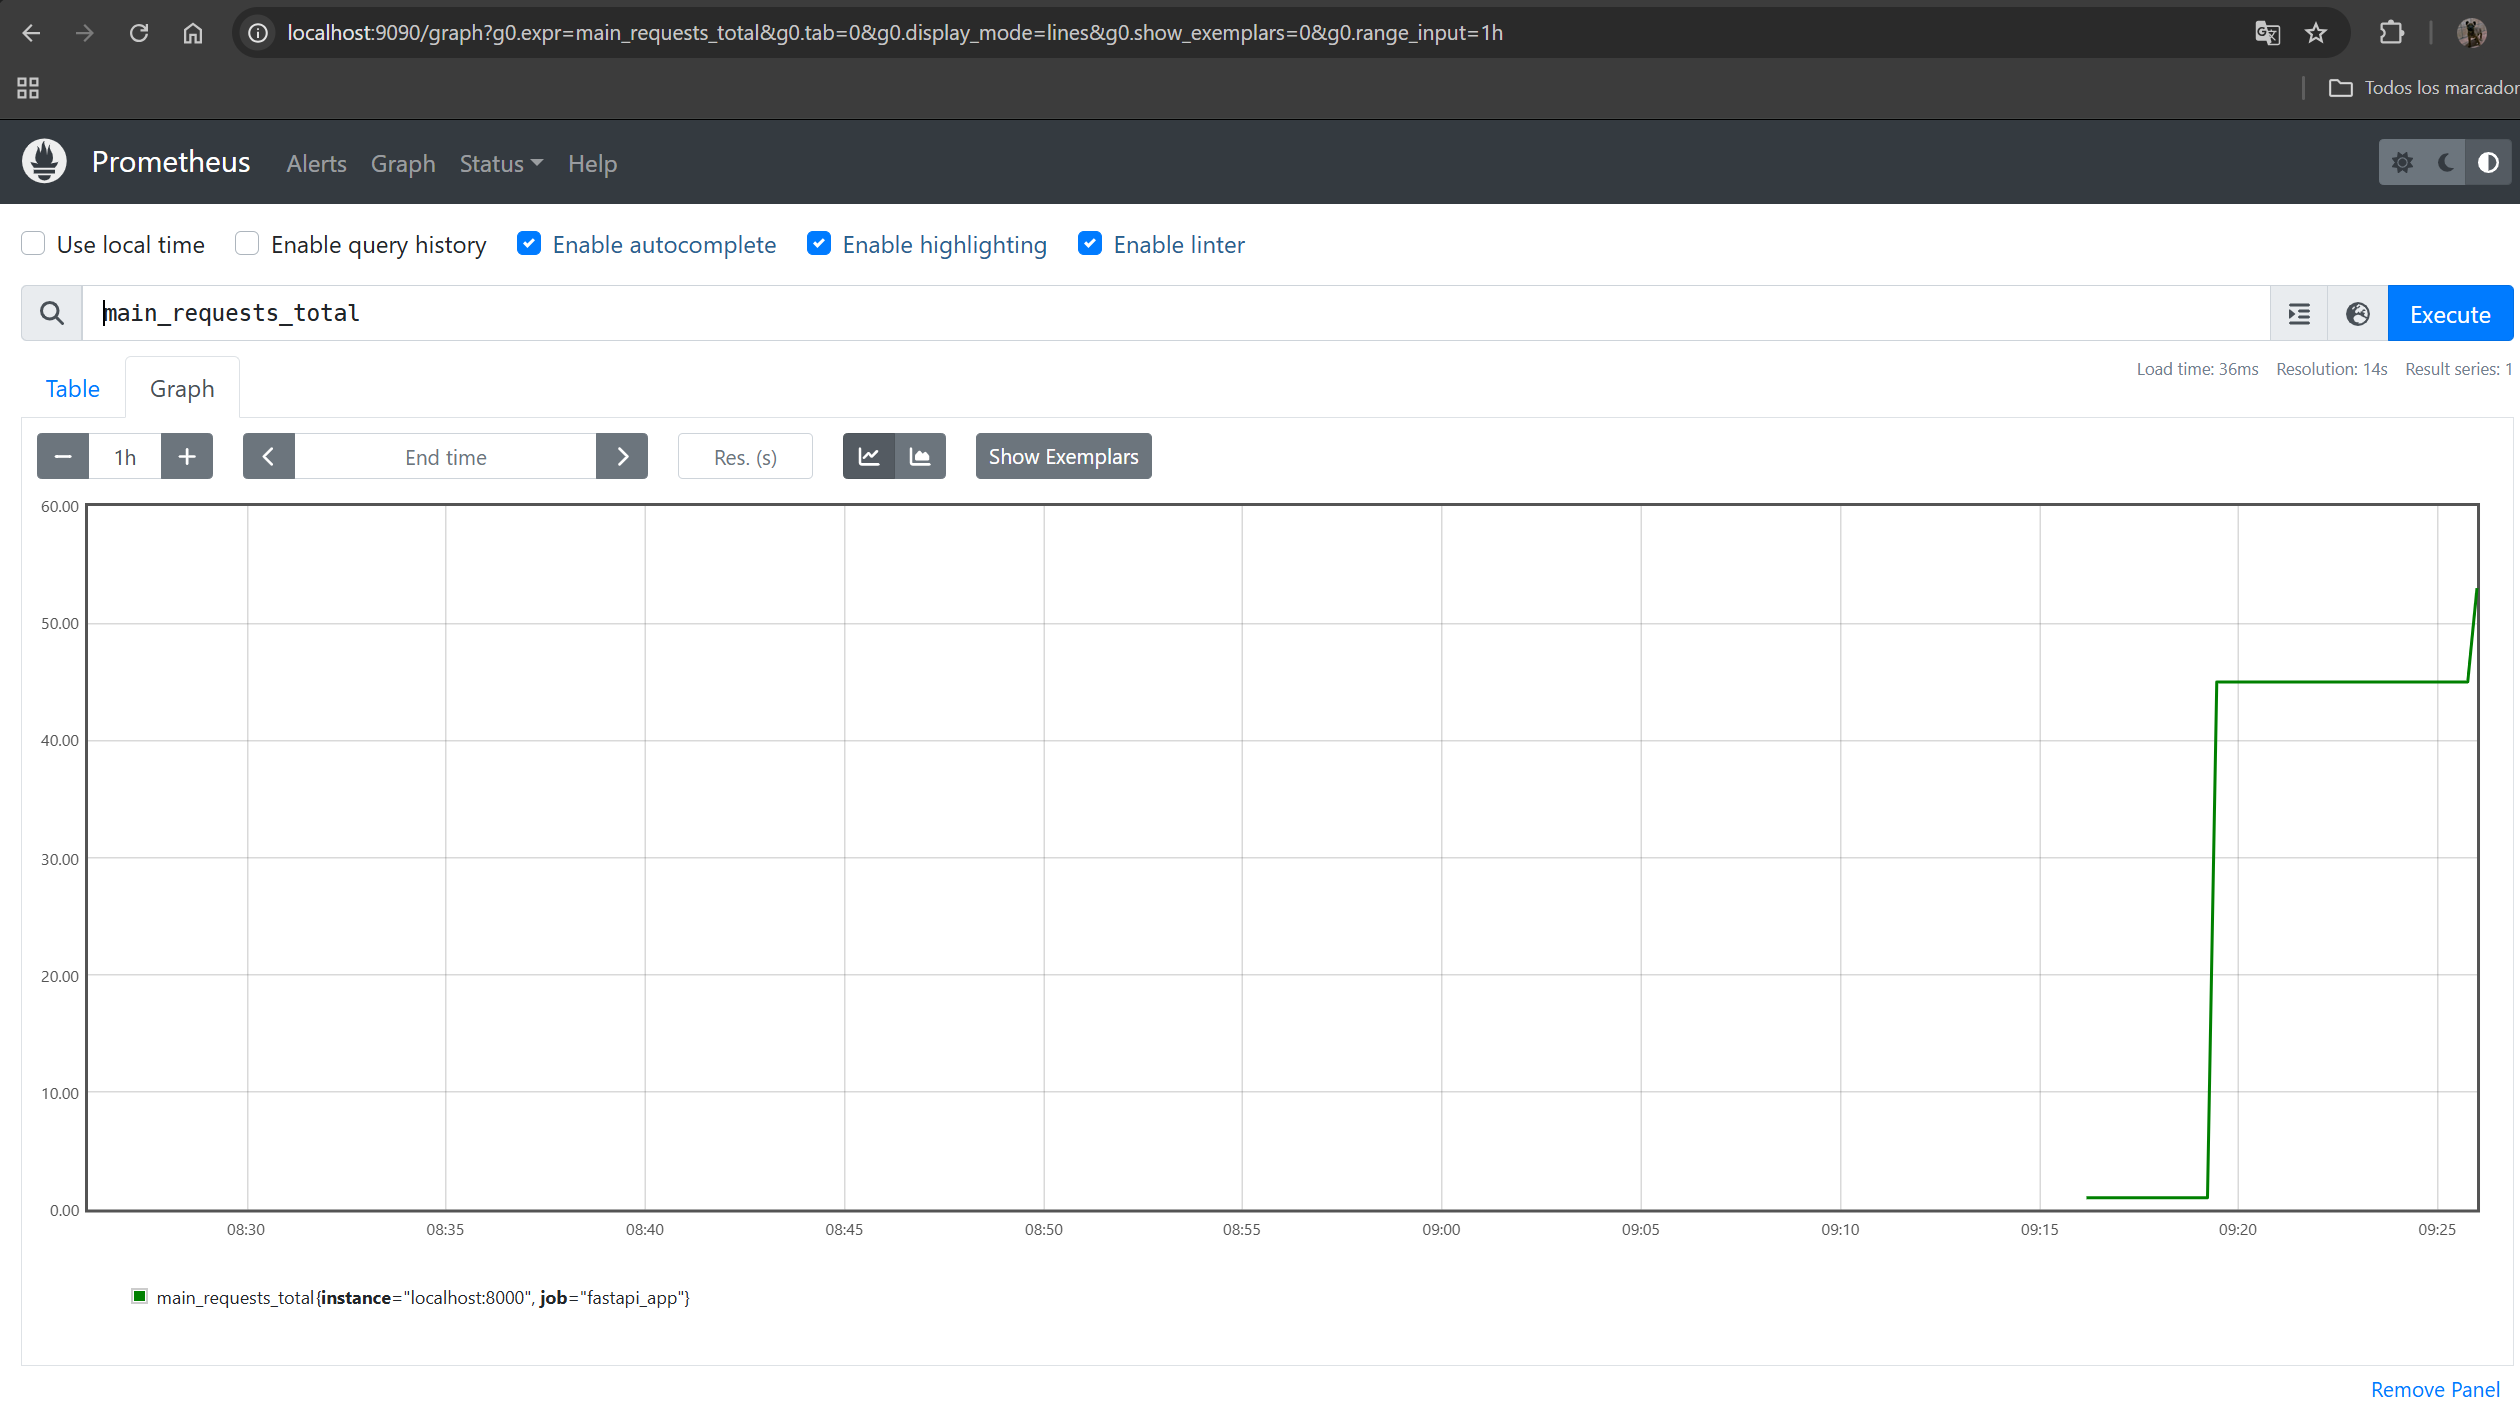 localhost:9090/graph?g0.expr=main_requests_total&g0.tab=0&g0.display_mode=lines&g0.show_exemplars=0&g0.range_input=1h
Todos los marcador
Prometheus Alerts Graph Status Help
Use local time Enable query history Enable autocomplete Enable highlighting Enable linter
main_requests_total Execute
Load time: 36ms Resolution: 14s Result series: 1
Table Graph
1h End time Res. (s) Show Exemplars
60.00
50.00
40.00
30.00
20.00
10.00
0.00
08:30 08:35 08:40 08:45 08:50 08:55 09:00 09:05 09:10 09:15 09:20 09:25
main_requests_total{instance="localhost:8000", job="fastapi_app"}
Remove Panel